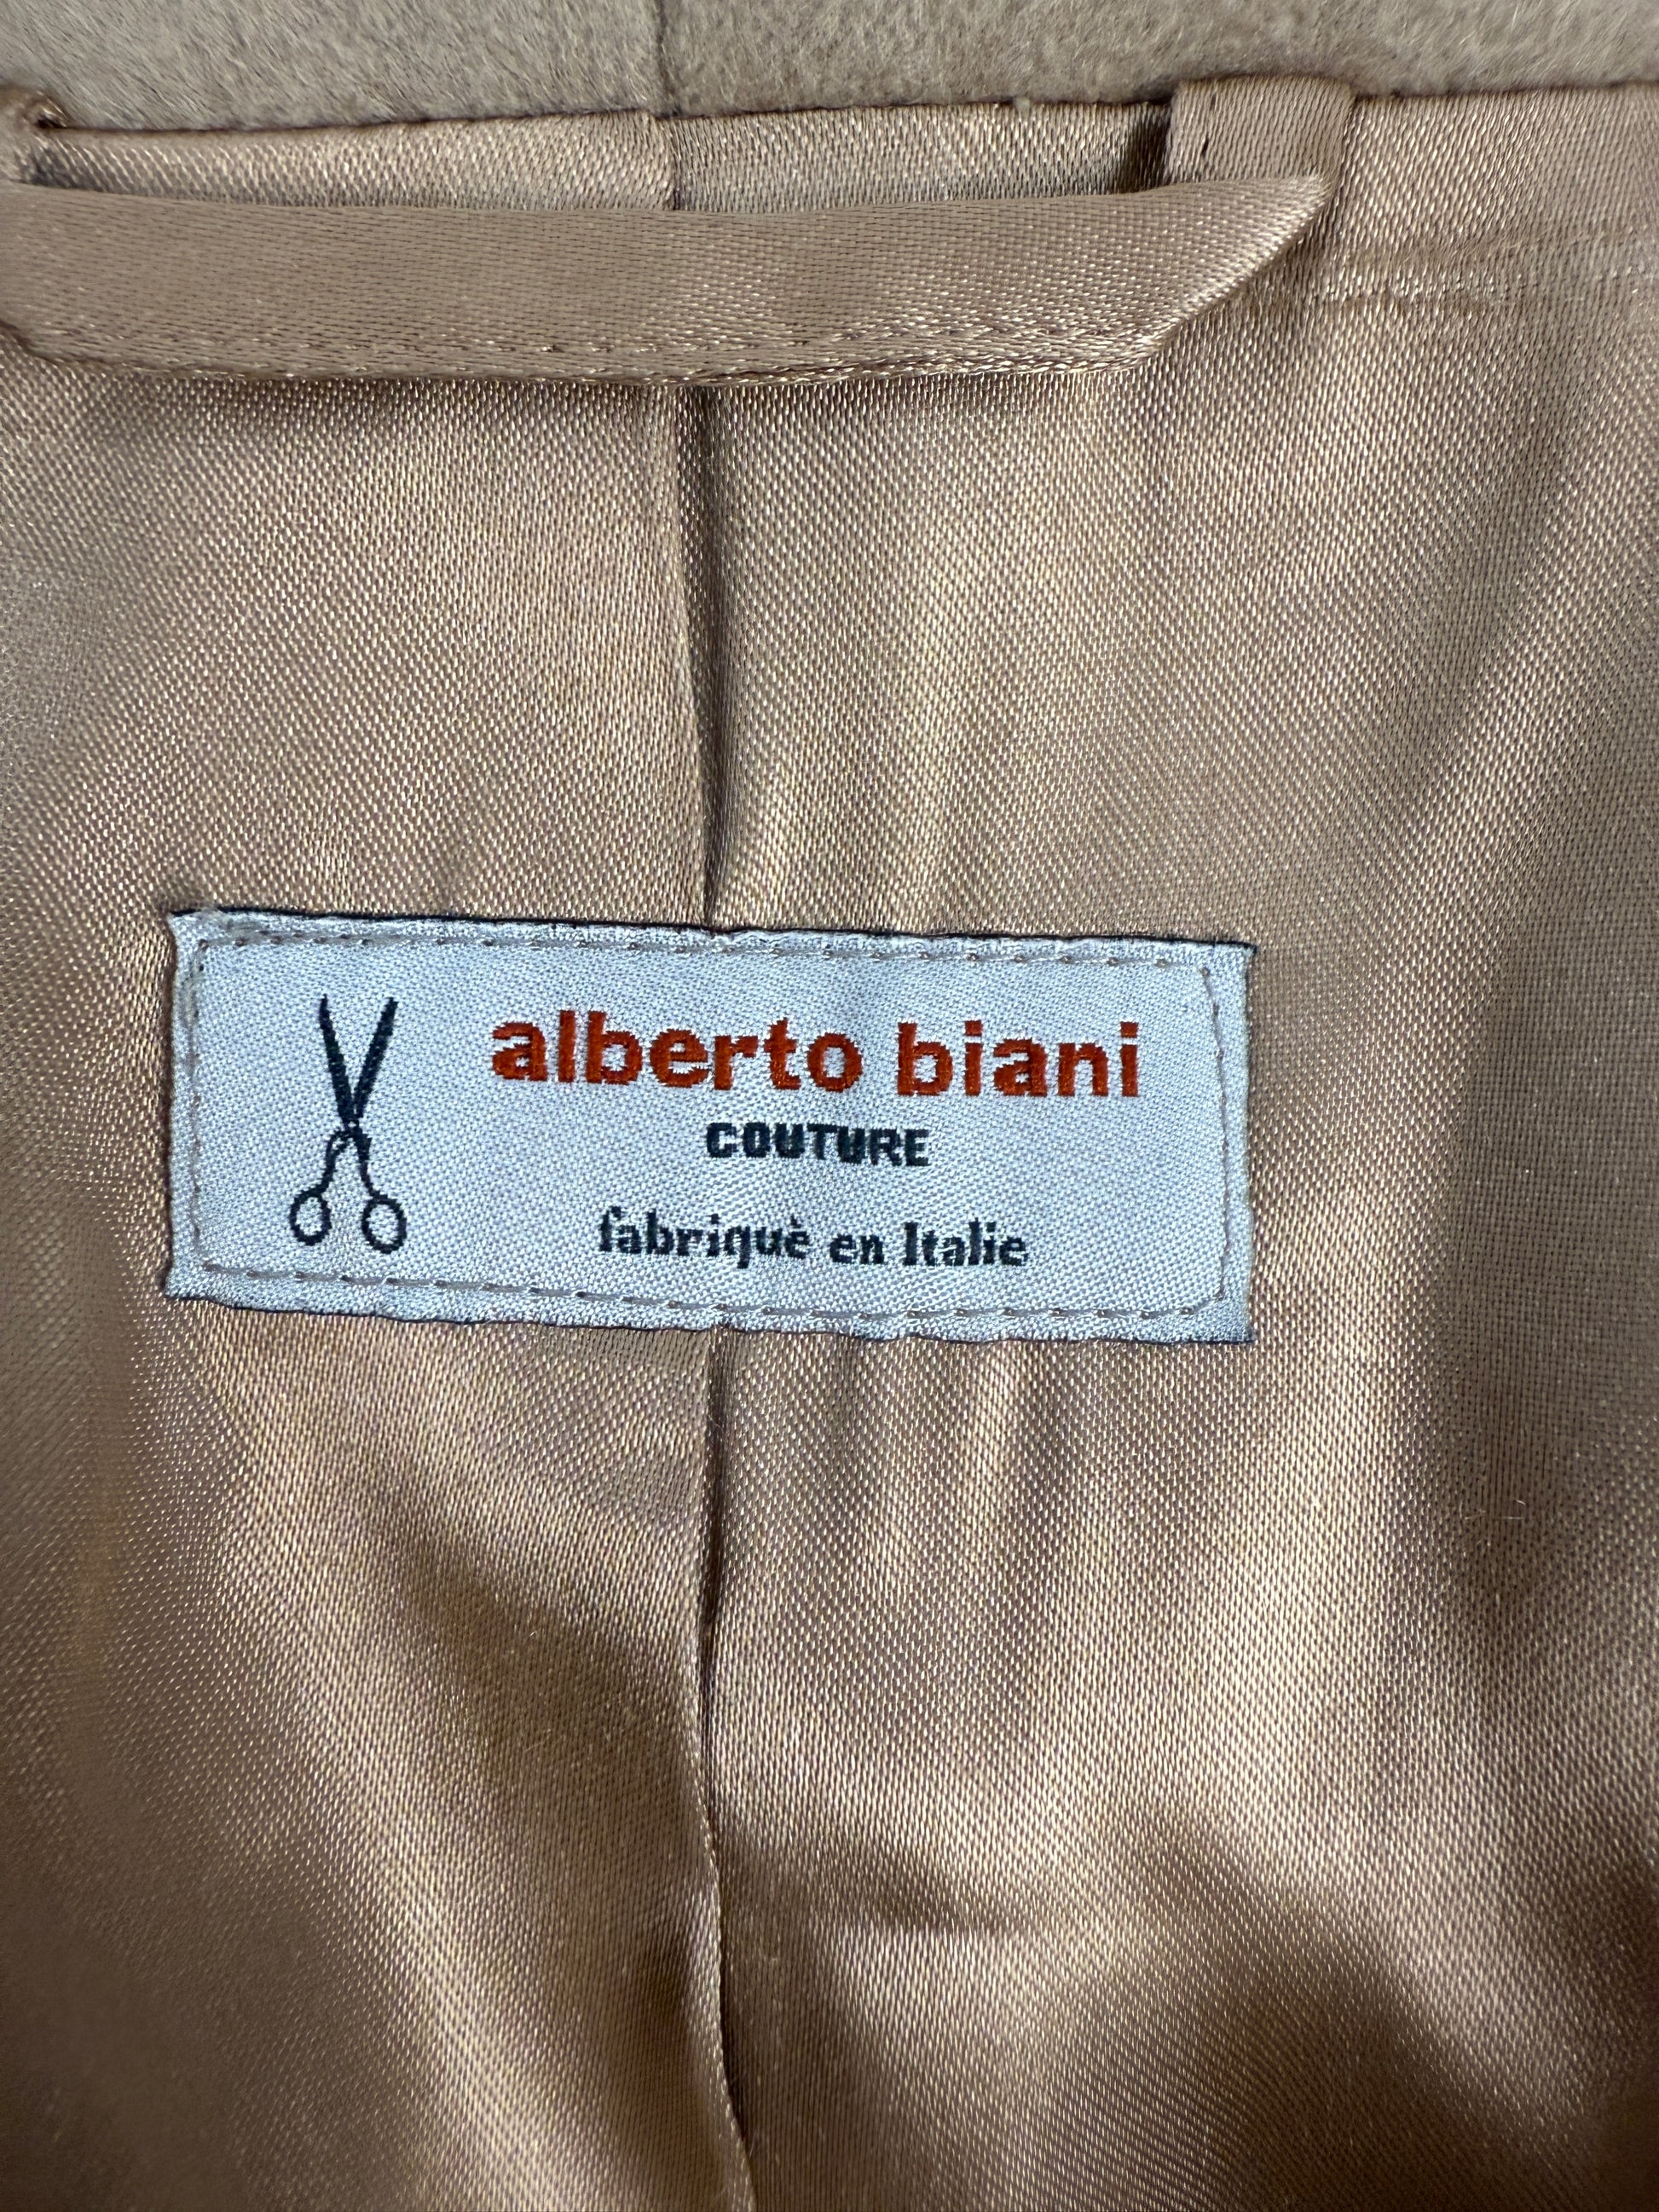 alberto biani
COUTURE
fabriquè en Italie